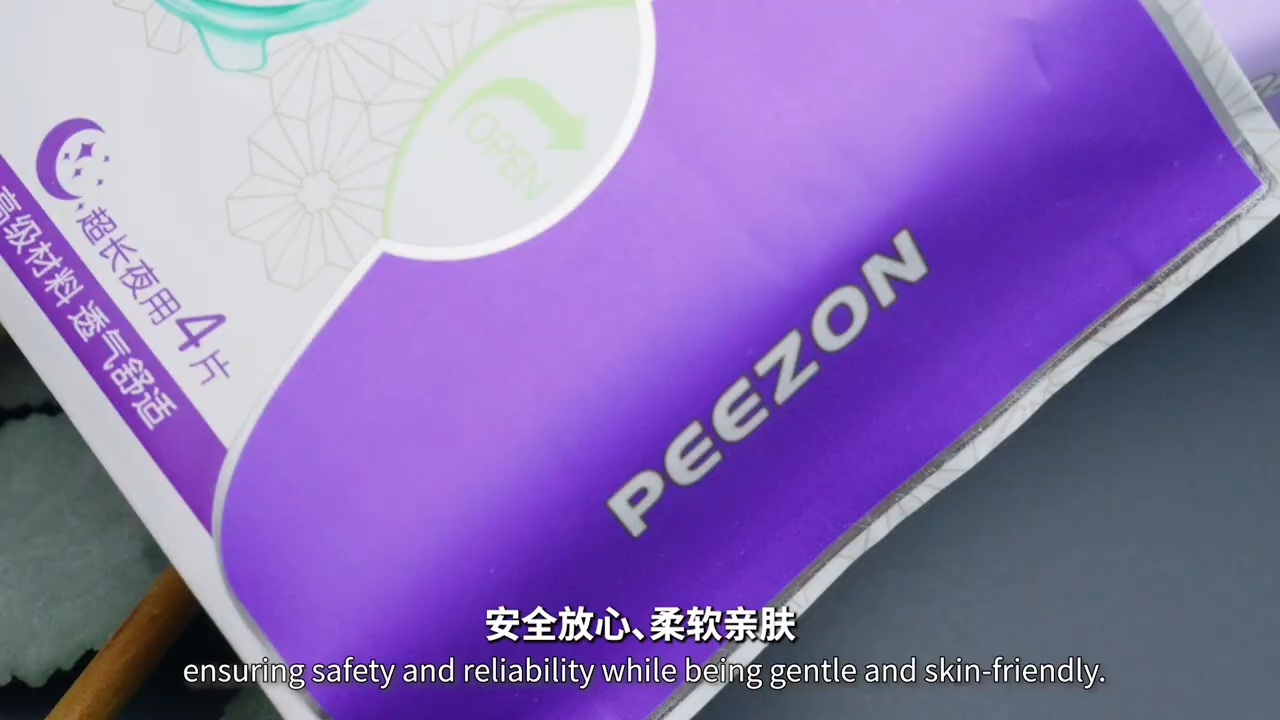 OPEN
超长夜用4片
高级材料 透气舒适
PEEZON
安全放心、柔软亲肤
ensuring safety and reliability while being gentle and skin-friendly.